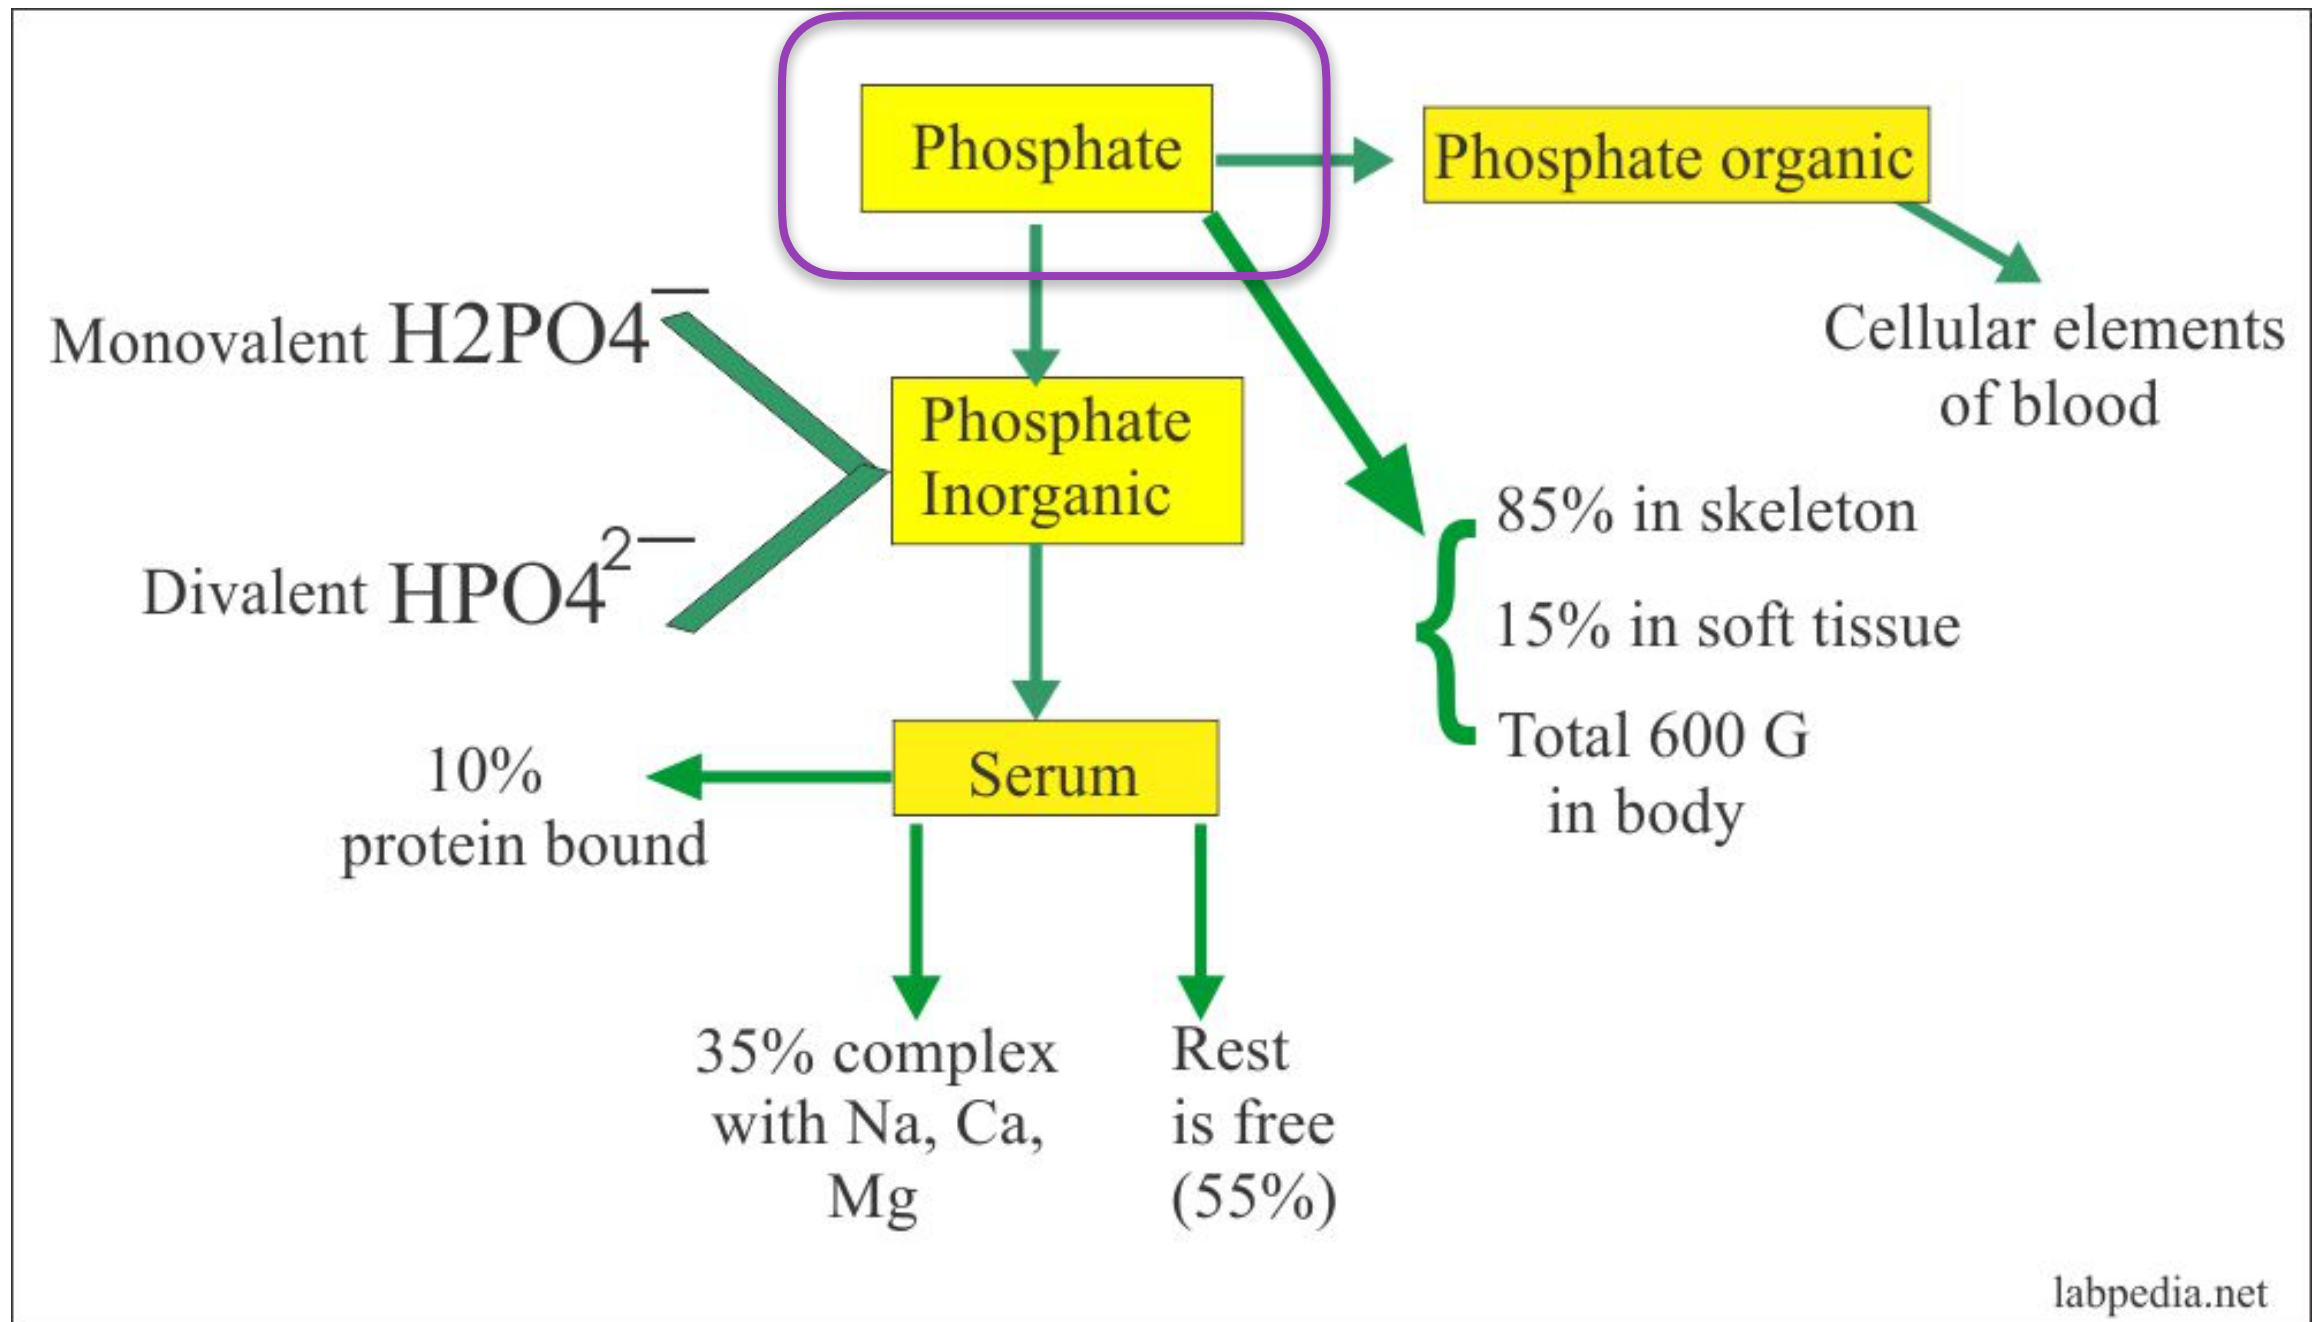 Phosphate
Phosphate organic
Cellular elements
of blood
Monovalent H2PO4—
Phosphate
Inorganic
Divalent HPO4²—
85% in skeleton
15% in soft tissue
Total 600 G
in body
Serum
10%
protein bound
35% complex
with Na, Ca,
Mg
Rest
is free
(55%)
labpedia.net